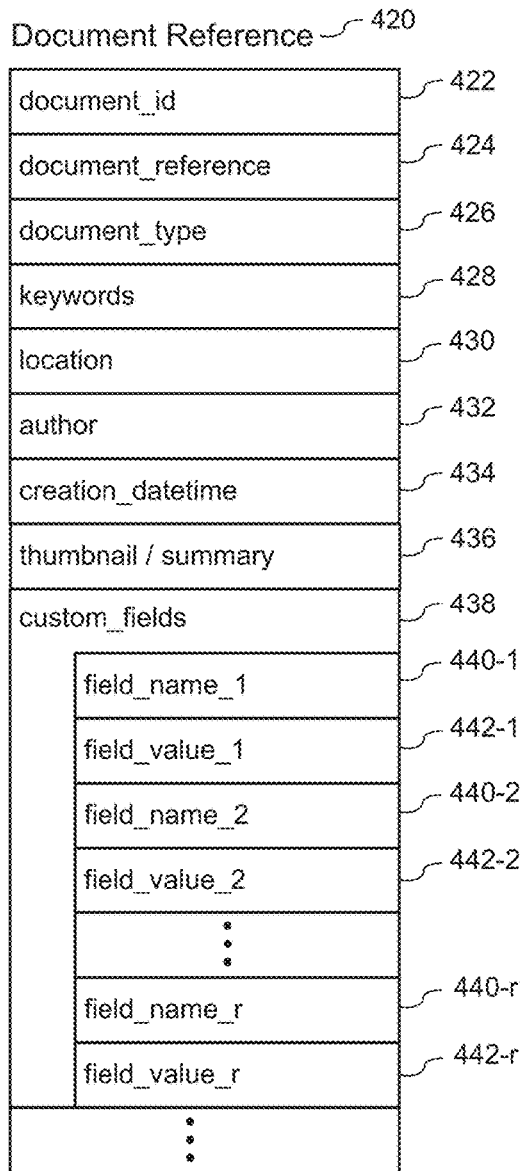 Document Reference 420
document_id 422
document_reference 424
document_type 426
keywords 428
location 430
author 432
creation_datetime 434
thumbnail / summary 436
custom_fields 438
field_name_1 440-1
field_value_1 442-1
field_name_2 440-2
field_value_2 442-2
field_name_r 440-r
field_value_r 442-r